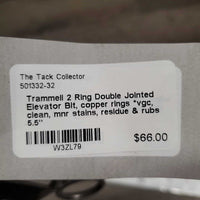 The Tack Collector
501332-32
Trammell 2 Ring Double Jointed
Elevator Bit, copper rings *vgc,
clean, mnr stains, residue & rubs
5.5"
$66.00
W3ZL79